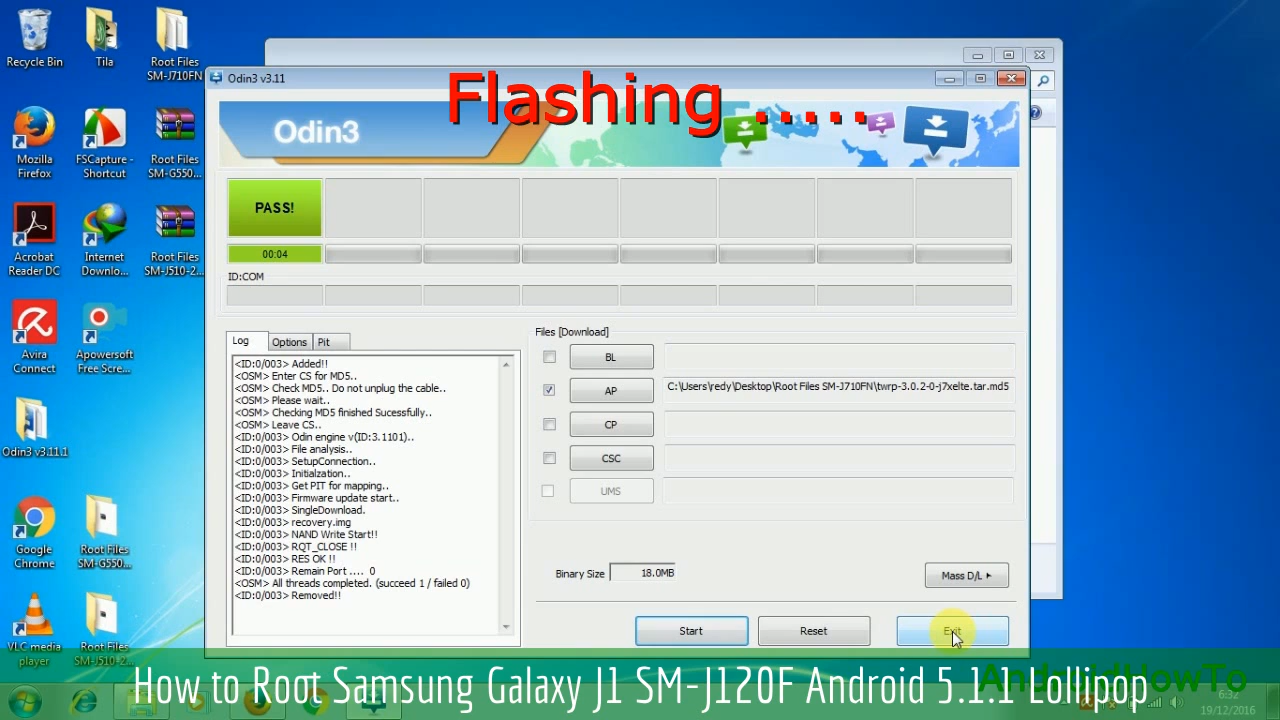 Recycle Bin
Tila
Root Files
SM-J710FN
Mozilla
Firefox
FSCapture -
Shortcut
Root Files
SM-G550...
Acrobat
Reader DC
Internet
Downlo...
Root Files
SM-J510-2...
Avira
Connect
Apowersoft
Free Scre...
Odin3 v3.11.1
Google
Chrome
Root Files
SM-G550...
VLC media
player
Root Files
SM-J510-2...
Odin3 v3.11
Flashing .....
Odin3
PASS!
00:04
ID:COM
Log
Options
Pit
<ID:0/003> Added!!
<OSM> Enter CS for MD5..
<OSM> Check MD5.. Do not unplug the cable..
<OSM> Please wait..
<OSM> Checking MD5 finished Sucessfully..
<OSM> Leave CS..
<ID:0/003> Odin engine v(ID:3.1101)..
<ID:0/003> File analysis..
<ID:0/003> SetupConnection..
<ID:0/003> Initialzation..
<ID:0/003> Get PIT for mapping..
<ID:0/003> Firmware update start..
<ID:0/003> SingleDownload.
<ID:0/003> recovery.img
<ID:0/003> NAND Write Start!!
<ID:0/003> RQT_CLOSE !!
<ID:0/003> RES OK !!
<ID:0/003> Remain Port .... 0
<OSM> All threads completed. (succeed 1 / failed 0)
<ID:0/003> Removed!!
Files [Download]
BL
AP
C:\Users\redy\Desktop\Root Files SM-J710FN\twrp-3.0.2-0-j7xelte.tar.md5
CP
CSC
UMS
Binary Size
18.0MB
Mass D/L
Start
Reset
Exit
How to Root Samsung Galaxy J1 SM-J120F Android 5.1.1 Lollipop
AndroidHowTo
6:32
19/12/2016